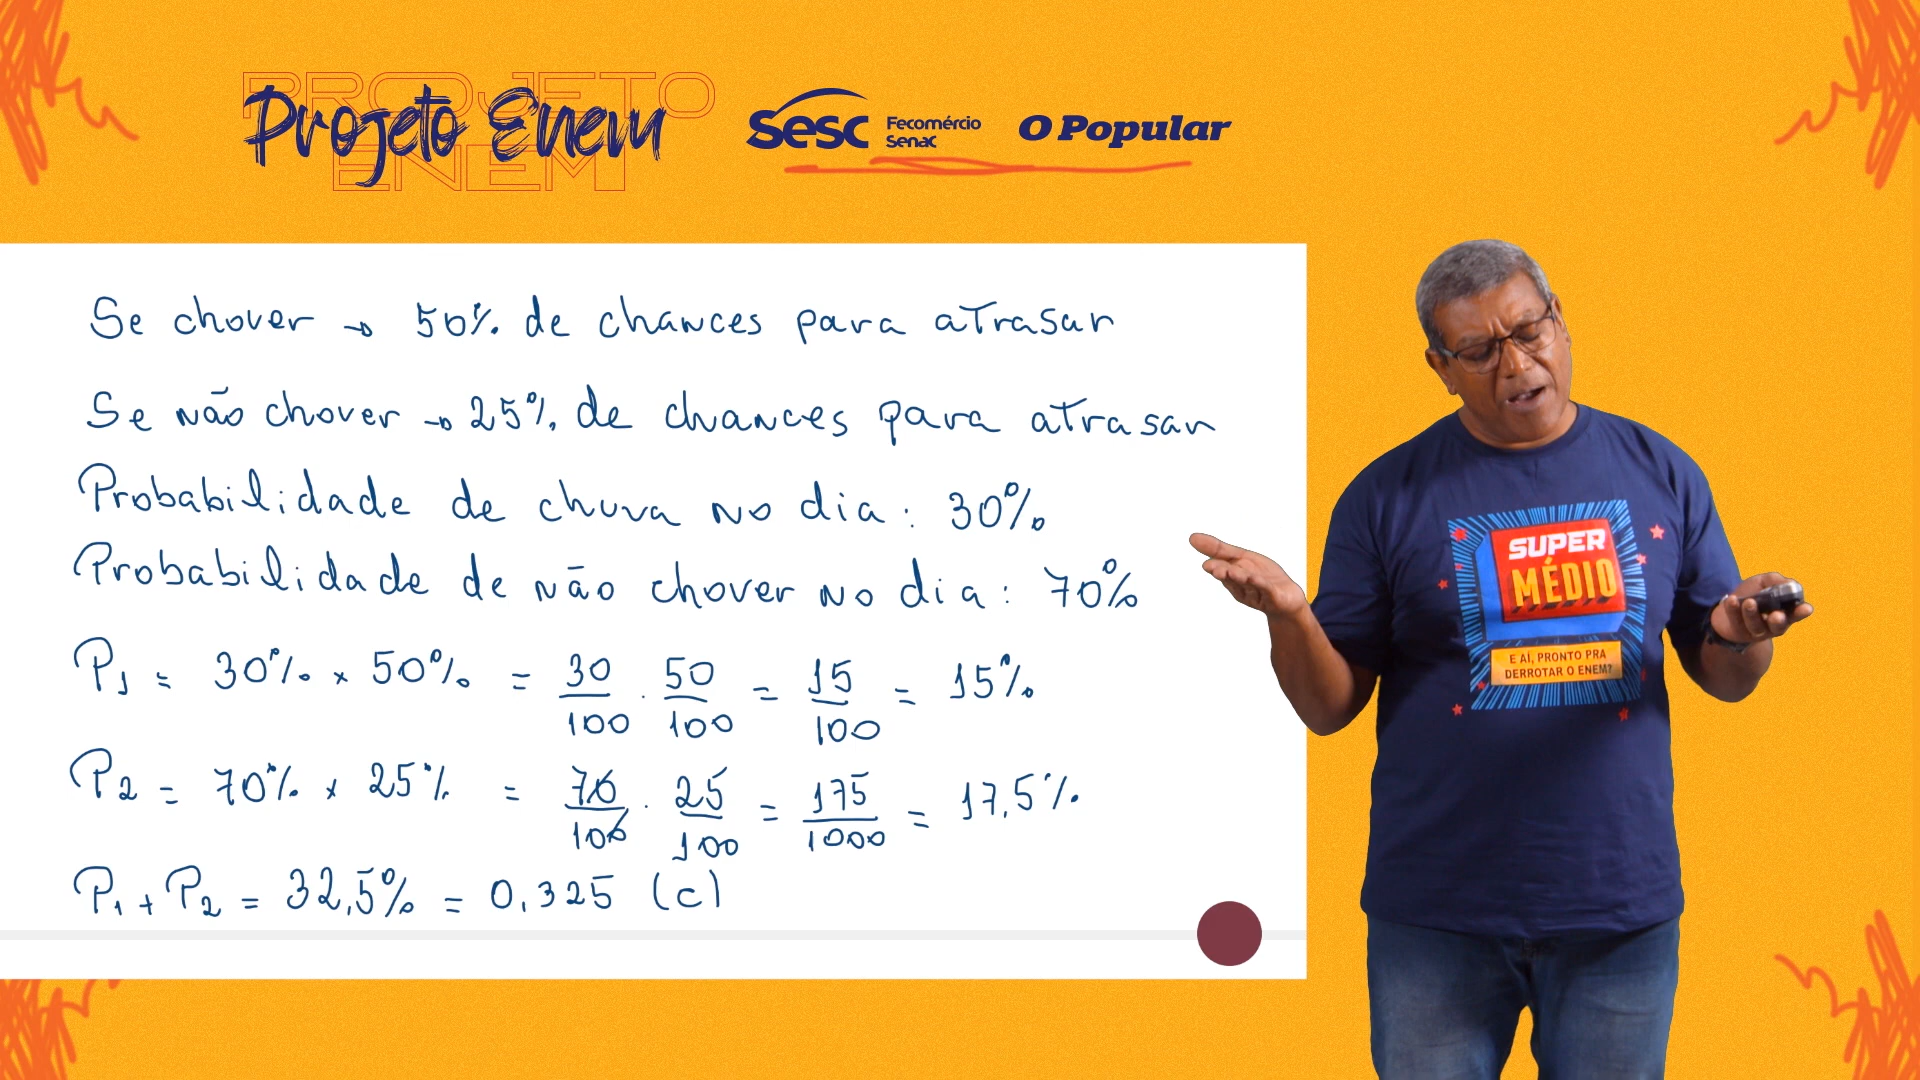 PROJETO
Projeto Enem
ENEM
Sesc
Fecomércio
Senac
O Popular
Se chover → 50% de chances para atrasar
Se não chover → 25% de chances para atrasar
Probabilidade de chuva no dia: 30%
Probabilidade de não chover no dia: 70%
P1 = 30% x 50% = 30/100 . 50/100 = 15/100 = 15%
P2 = 70% x 25% = 70/100 . 25/100 = 175/1000 = 17,5%
P1 + P2 = 32,5% = 0,325 (c)
SUPER
MÉDIO
E AÍ, PRONTO PRA
DERROTAR O ENEM?